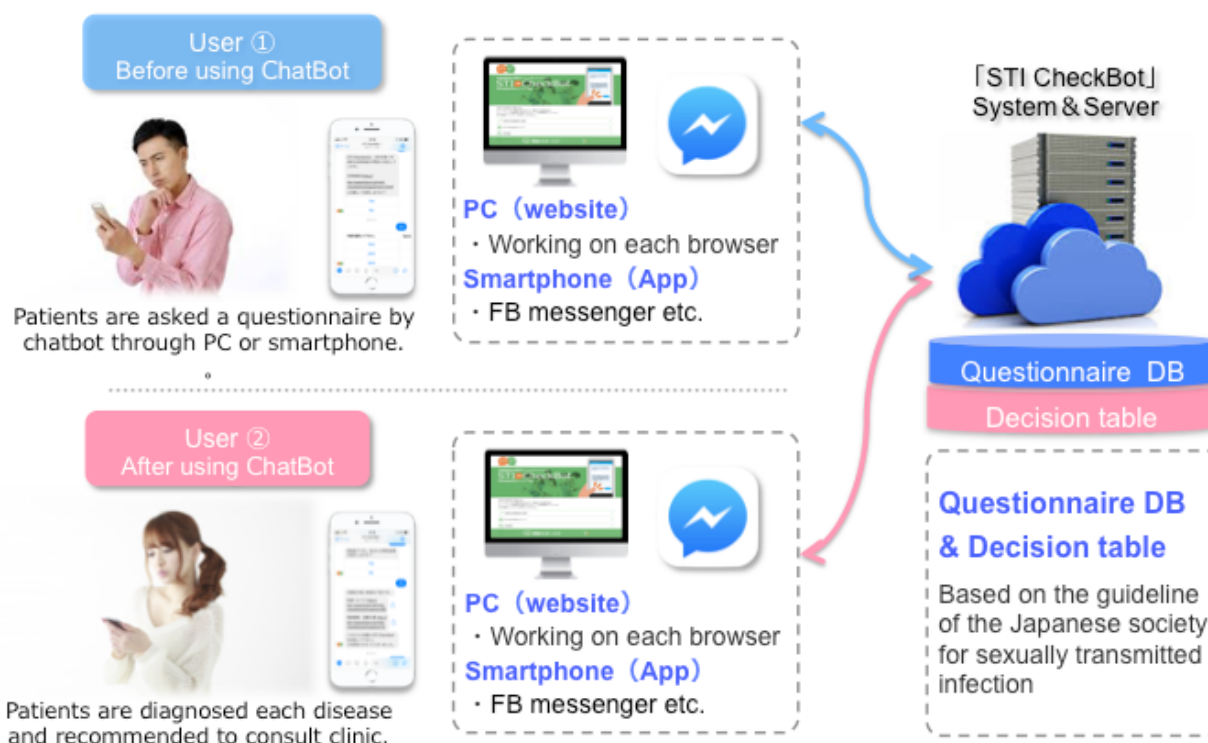 User ①
Before using ChatBot
Patients are asked a questionnaire by
chatbot through PC or smartphone.
。
PC（website）
・Working on each browser
Smartphone（App）
・FB messenger etc.
「STI CheckBot」
System＆Server
Questionnaire DB
Decision table
User ②
After using ChatBot
Patients are diagnosed each disease
and recommended to consult clinic.
PC（website）
・Working on each browser
Smartphone（App）
・FB messenger etc.
Questionnaire DB
& Decision table
Based on the guideline
of the Japanese society
for sexually transmitted
infection